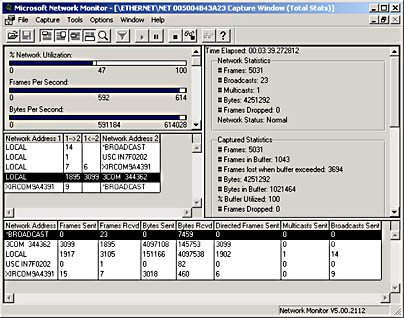 Microsoft Network Monitor - [\ETHERNET\NET 005004B43A23 Capture Window (Total Stats)]
File Capture Tools Options Window Help
% Network Utilization:
0 47 100
Frames Per Second:
0 592 614
Bytes Per Second:
0 591184 614028
Time Elapsed: 00:03:39.272812
Network Statistics
# Frames: 5031
# Broadcasts: 23
# Multicasts: 1
# Bytes: 4251292
# Frames Dropped: 0
Network Status: Normal
Captured Statistics
# Frames: 5031
# Frames in Buffer: 1043
# Frames lost when buffer exceeded: 3694
# Bytes: 4251292
# Bytes in Buffer: 1021464
% Buffer Utilized: 100
# Frames Dropped: 0
Network Address 1 1-->2 1<--2 Network Address 2
LOCAL 14 *BROADCAST
LOCAL 1 USC IN7F0202
LOCAL 7 6 XIRCOM9A4391
LOCAL 1895 3099 3COM 344362
XIRCOM9A4391 9 *BROADCAST
Network Address Frames Sent Frames Rcvd Bytes Sent Bytes Rcvd Directed Frames Sent Multicasts Sent Broadcasts Sent
*BROADCAST 0 23 0 7459 0 0 0
3COM 344362 3099 1895 4097108 145753 3099 0 0
LOCAL 1917 3105 151166 4097538 1902 1 14
USC IN7F0202 0 1 0 82 0 0 0
XIRCOM9A4391 15 7 3018 460 6 0 9
Network Monitor V5.00.2112